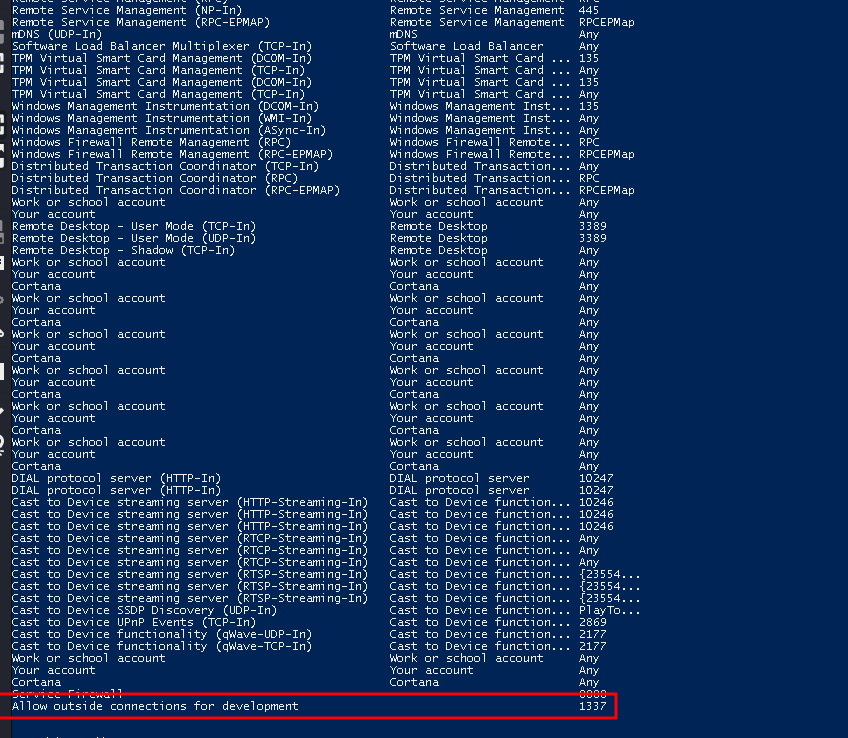 Remote Service Management (NP-In) Remote Service Management 445
Remote Service Management (RPC-EPMAP) Remote Service Management RPCEPMap
mDNS (UDP-In) mDNS Any
Software Load Balancer Multiplexer (TCP-In) Software Load Balancer Any
TPM Virtual Smart Card Management (DCOM-In) TPM Virtual Smart Card ... 135
TPM Virtual Smart Card Management (TCP-In) TPM Virtual Smart Card ... Any
TPM Virtual Smart Card Management (DCOM-In) TPM Virtual Smart Card ... 135
TPM Virtual Smart Card Management (TCP-In) TPM Virtual Smart Card ... Any
Windows Management Instrumentation (DCOM-In) Windows Management Inst... 135
Windows Management Instrumentation (WMI-In) Windows Management Inst... Any
Windows Management Instrumentation (ASync-In) Windows Management Inst... Any
Windows Firewall Remote Management (RPC) Windows Firewall Remote... RPC
Windows Firewall Remote Management (RPC-EPMAP) Windows Firewall Remote... RPCEPMap
Distributed Transaction Coordinator (TCP-In) Distributed Transaction... Any
Distributed Transaction Coordinator (RPC) Distributed Transaction... RPC
Distributed Transaction Coordinator (RPC-EPMAP) Distributed Transaction... RPCEPMap
Work or school account Work or school account Any
Your account Your account Any
Remote Desktop - User Mode (TCP-In) Remote Desktop 3389
Remote Desktop - User Mode (UDP-In) Remote Desktop 3389
Remote Desktop - Shadow (TCP-In) Remote Desktop Any
Work or school account Work or school account Any
Your account Your account Any
Cortana Cortana Any
Work or school account Work or school account Any
Your account Your account Any
Cortana Cortana Any
Work or school account Work or school account Any
Your account Your account Any
Cortana Cortana Any
Work or school account Work or school account Any
Your account Your account Any
Cortana Cortana Any
Work or school account Work or school account Any
Your account Your account Any
Cortana Cortana Any
Work or school account Work or school account Any
Your account Your account Any
Cortana Cortana Any
DIAL protocol server (HTTP-In) DIAL protocol server 10247
DIAL protocol server (HTTP-In) DIAL protocol server 10247
Cast to Device streaming server (HTTP-Streaming-In) Cast to Device function... 10246
Cast to Device streaming server (HTTP-Streaming-In) Cast to Device function... 10246
Cast to Device streaming server (HTTP-Streaming-In) Cast to Device function... 10246
Cast to Device streaming server (RTCP-Streaming-In) Cast to Device function... Any
Cast to Device streaming server (RTCP-Streaming-In) Cast to Device function... Any
Cast to Device streaming server (RTCP-Streaming-In) Cast to Device function... Any
Cast to Device streaming server (RTSP-Streaming-In) Cast to Device function... {23554...
Cast to Device streaming server (RTSP-Streaming-In) Cast to Device function... {23554...
Cast to Device streaming server (RTSP-Streaming-In) Cast to Device function... {23554...
Cast to Device SSDP Discovery (UDP-In) Cast to Device function... PlayTo...
Cast to Device UPnP Events (TCP-In) Cast to Device function... 2869
Cast to Device functionality (qWave-UDP-In) Cast to Device function... 2177
Cast to Device functionality (qWave-TCP-In) Cast to Device function... 2177
Work or school account Work or school account Any
Your account Your account Any
Cortana Cortana Any
Service Firewall
Allow outside connections for development 1337